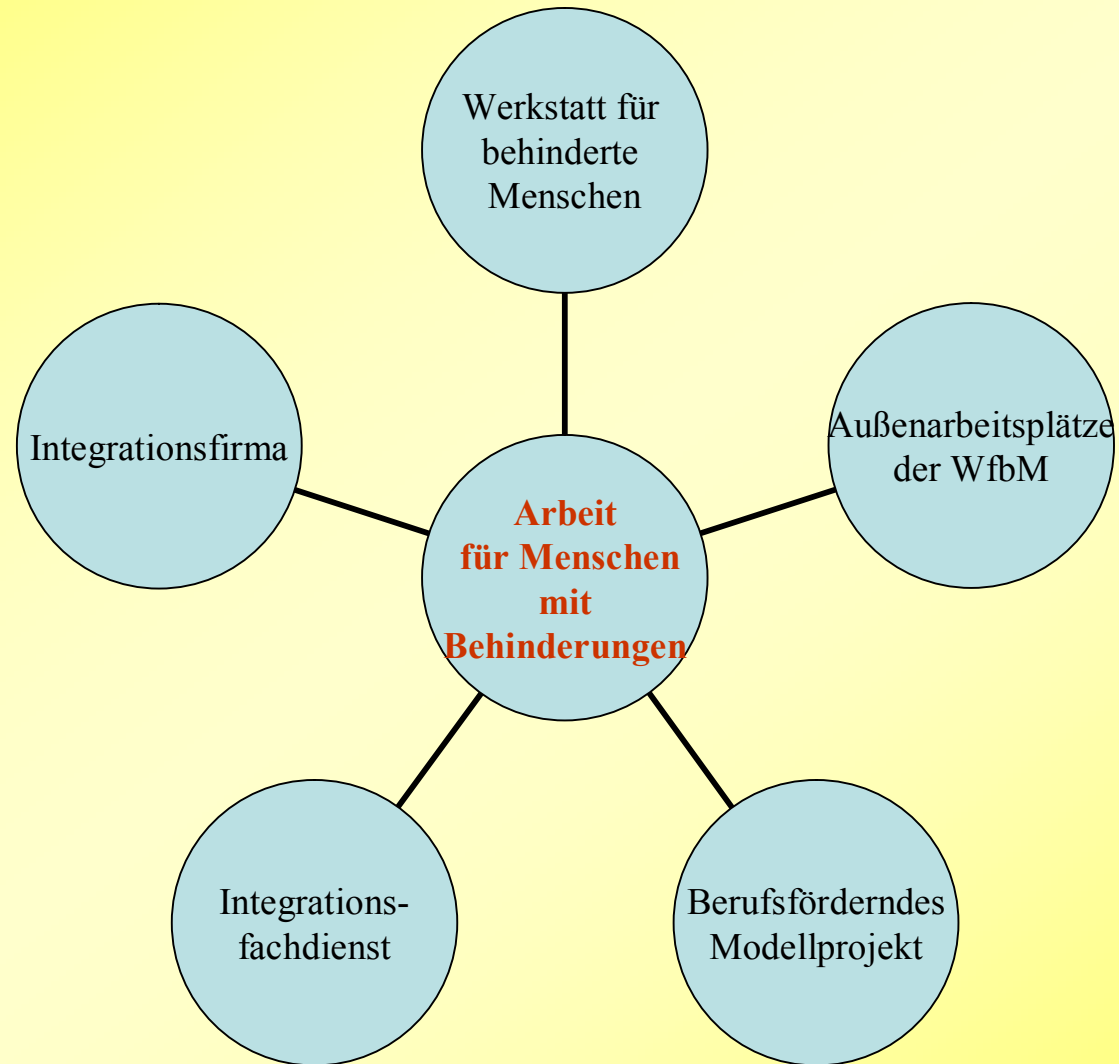 Werkstatt für
behinderte
Menschen
Integrationsfirma
Außenarbeitsplätze
der WfbM
Arbeit
für Menschen
mit
Behinderungen
Integrations-
fachdienst
Berufsförderndes
Modellprojekt